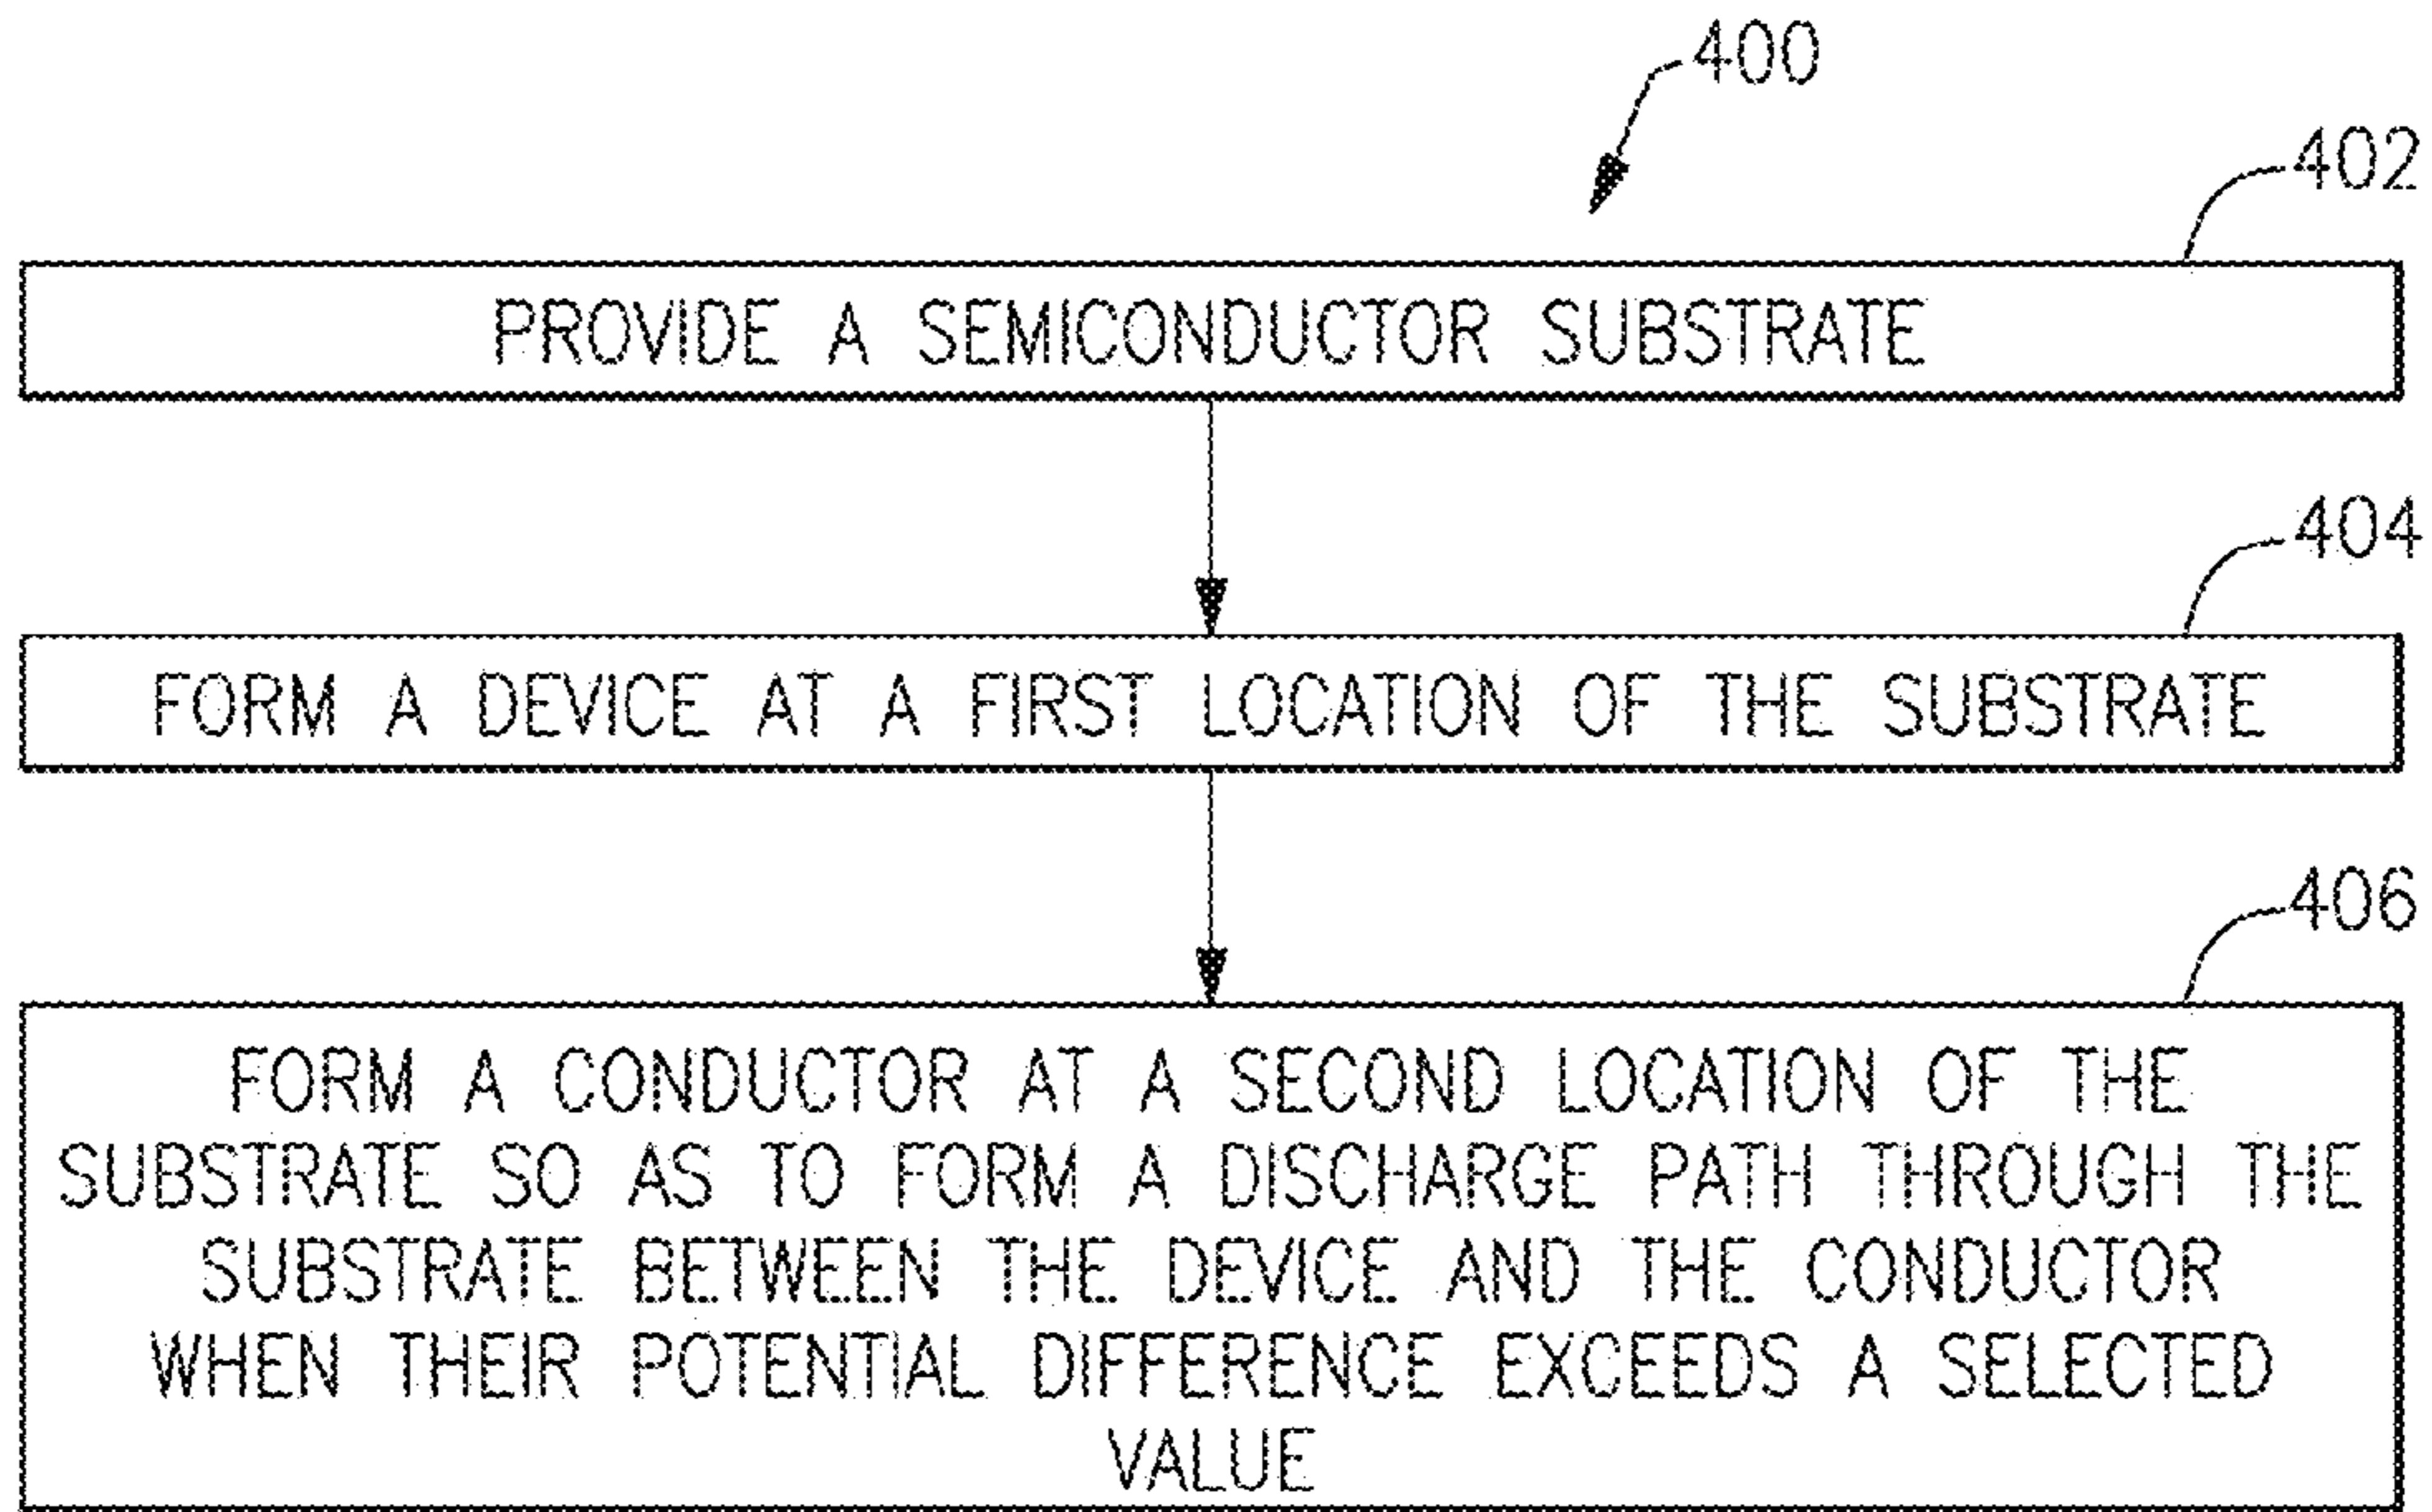 400
402
PROVIDE A SEMICONDUCTOR SUBSTRATE
404
FORM A DEVICE AT A FIRST LOCATION OF THE SUBSTRATE
406
FORM A CONDUCTOR AT A SECOND LOCATION OF THE
SUBSTRATE SO AS TO FORM A DISCHARGE PATH THROUGH THE
SUBSTRATE BETWEEN THE DEVICE AND THE CONDUCTOR
WHEN THEIR POTENTIAL DIFFERENCE EXCEEDS A SELECTED
VALUE